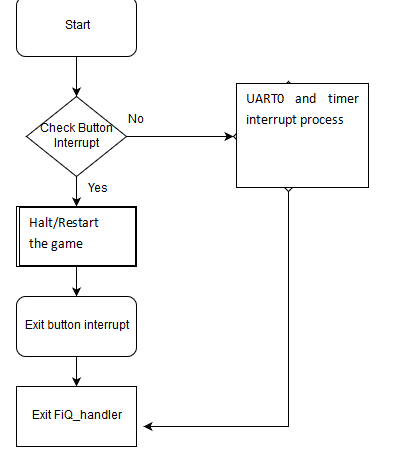 Start
Check Button
Interrupt
No
UART0 and timer
interrupt process
Yes
Halt/Restart
the game
Exit button interrupt
Exit FiQ_handler